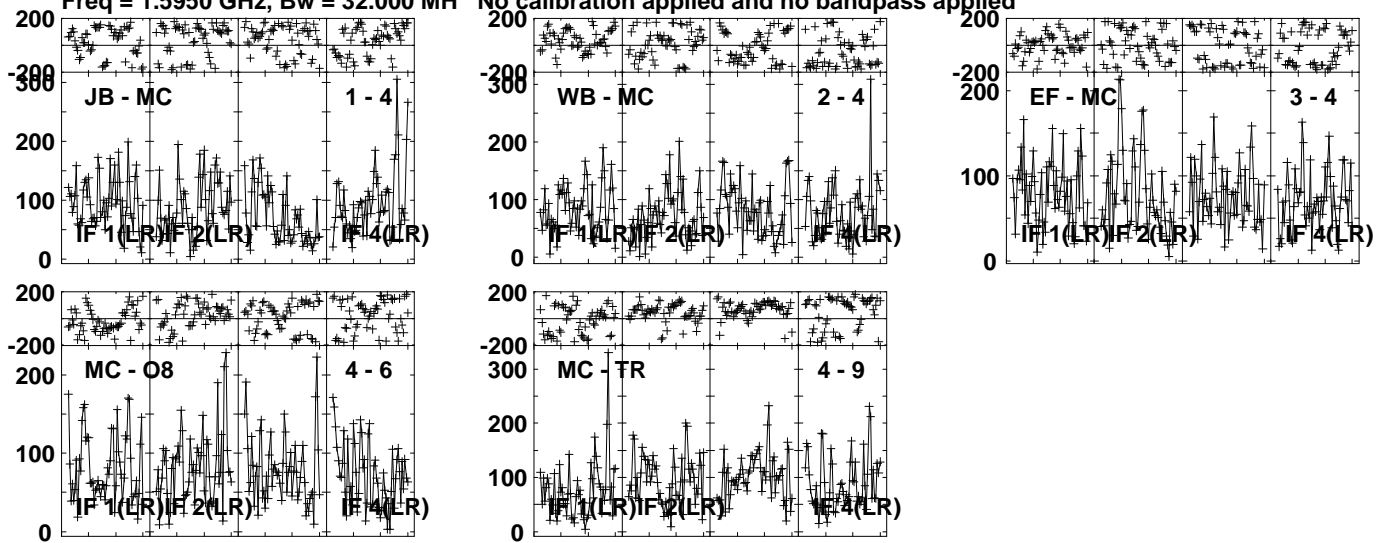 Freq = 1.5950 GHz, Bw = 32.000 MH No calibration applied and no bandpass applied
200
-200
300
200
100
0
JB - MC 1 - 4
IF 1(LR) IF 2(LR) IF 4(LR)
200
-200
300
200
100
0
WB - MC 2 - 4
IF 1(LR) IF 2(LR) IF 4(LR)
200
-200
200
100
0
EF - MC 3 - 4
IF 1(LR) IF 2(LR) IF 4(LR)
200
-200
200
100
0
MC - O8 4 - 6
IF 1(LR) IF 2(LR) IF 4(LR)
200
-200
300
200
100
0
MC - TR 4 - 9
IF 1(LR) IF 2(LR) IF 4(LR)